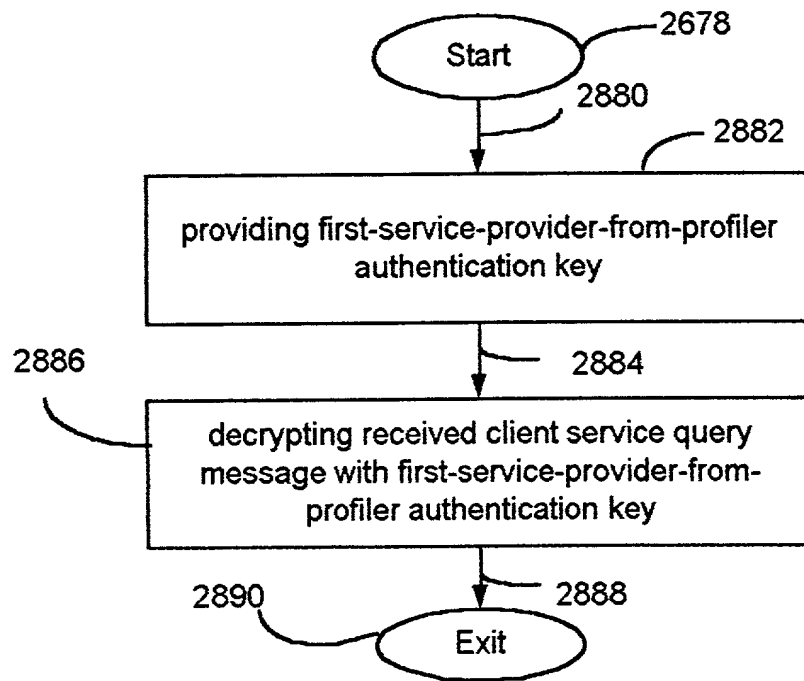 2678
Start
2880
2882
providing first-service-provider-from-profiler
authentication key
2884
2886
decrypting received client service query
message with first-service-provider-from-
profiler authentication key
2888
2890
Exit